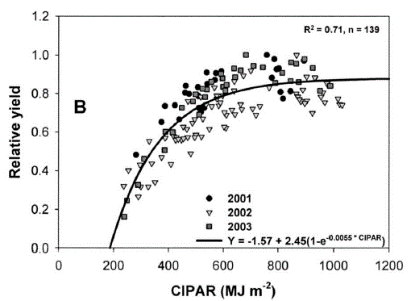 R² = 0.71, n = 139
1.0
0.8
0.6
0.4
0.2
0.0
B
Relative yield
2001
2002
2003
Y = -1.57 + 2.45(1-e^-0.0055 * CIPAR)
0 200 400 600 800 1000 1200
CIPAR (MJ m⁻²)